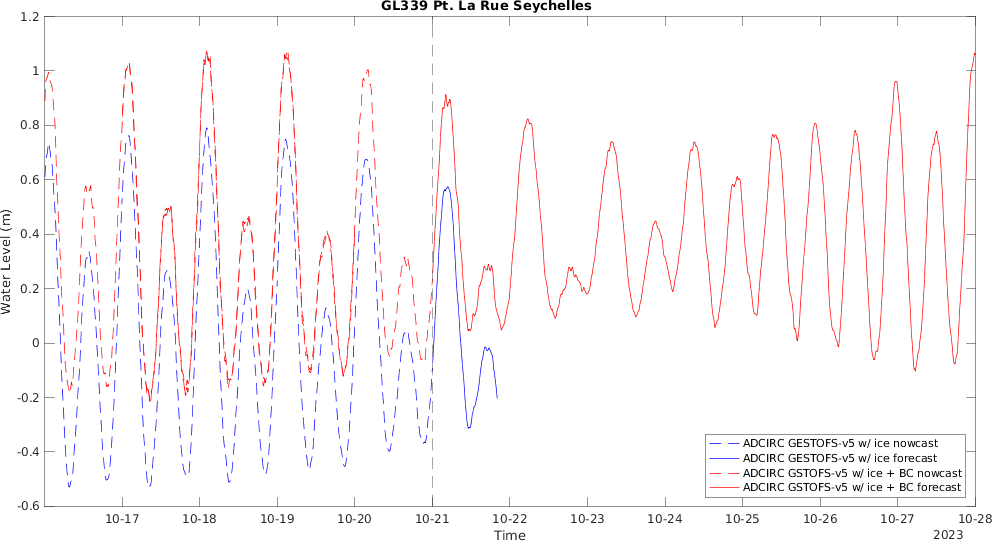 GL339 Pt. La Rue Seychelles
Water Level (m)
1.2
1
0.8
0.6
0.4
0.2
0
-0.2
-0.4
-0.6
ADCIRC GESTOFS-v5 w/ ice nowcast
ADCIRC GESTOFS-v5 w/ ice forecast
ADCIRC GSTOFS-v5 w/ ice + BC nowcast
ADCIRC GSTOFS-v5 w/ ice + BC forecast
10-17 10-18 10-19 10-20 10-21 10-22 10-23 10-24 10-25 10-26 10-27 10-28
Time
2023